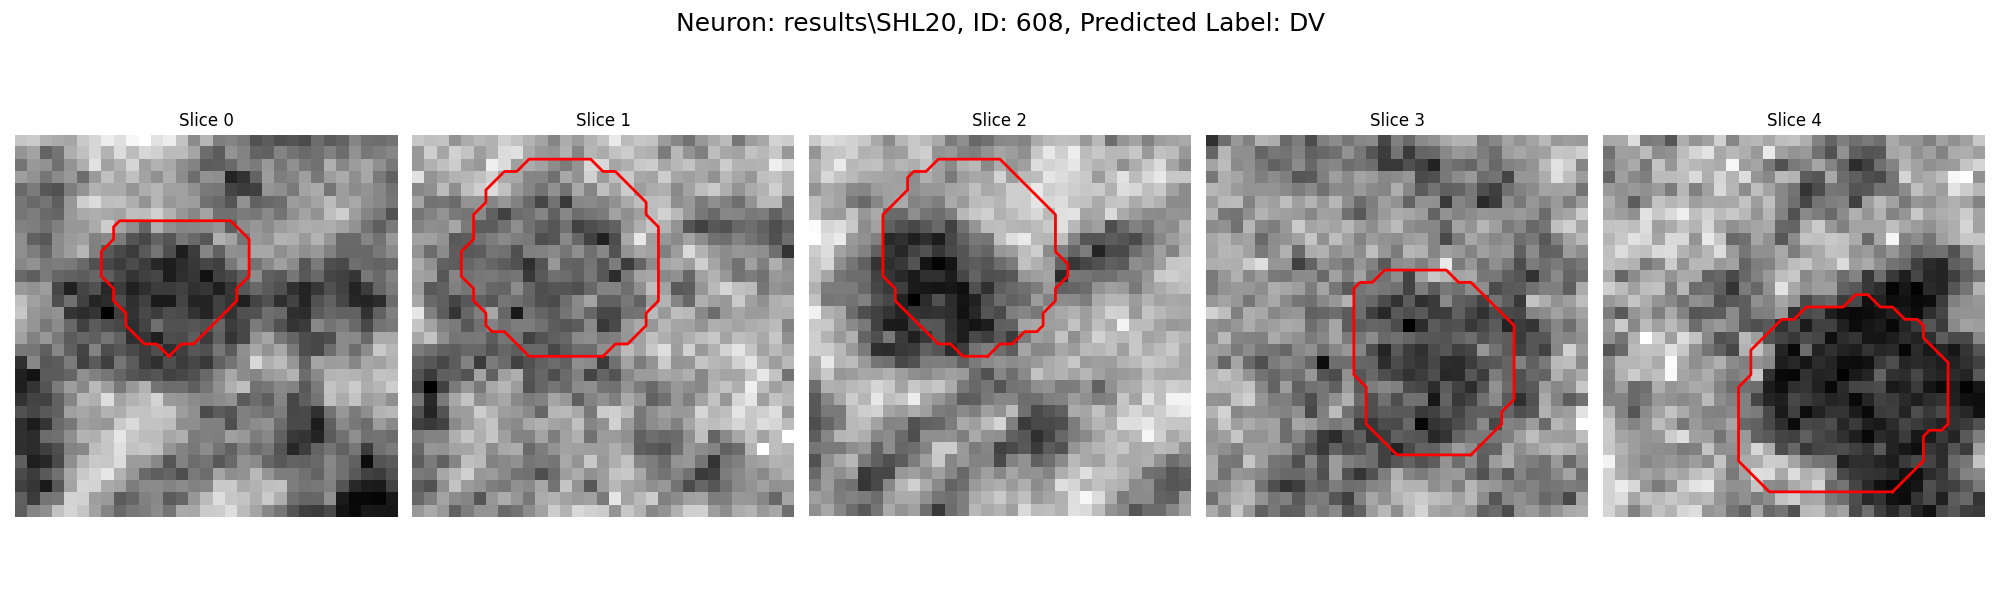 Neuron: results\SHL20, ID: 608, Predicted Label: DV
Slice 0
Slice 1
Slice 2
Slice 3
Slice 4